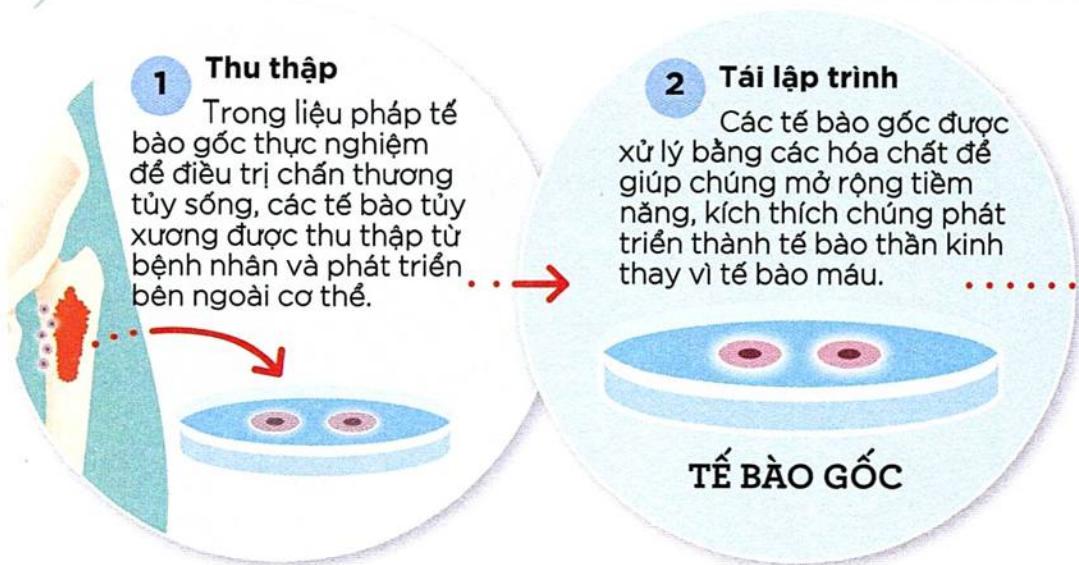 1 Thu thập
Trong liệu pháp tế
bào gốc thực nghiệm
để điều trị chấn thương
tủy sống, các tế bào tủy
xương được thu thập từ
bệnh nhân và phát triển
bên ngoài cơ thể.
2 Tái lập trình
Các tế bào gốc được
xử lý bằng các hóa chất để
giúp chúng mở rộng tiềm
năng, kích thích chúng phát
triển thành tế bào thần kinh
thay vì tế bào máu.
TẾ BÀO GỐC